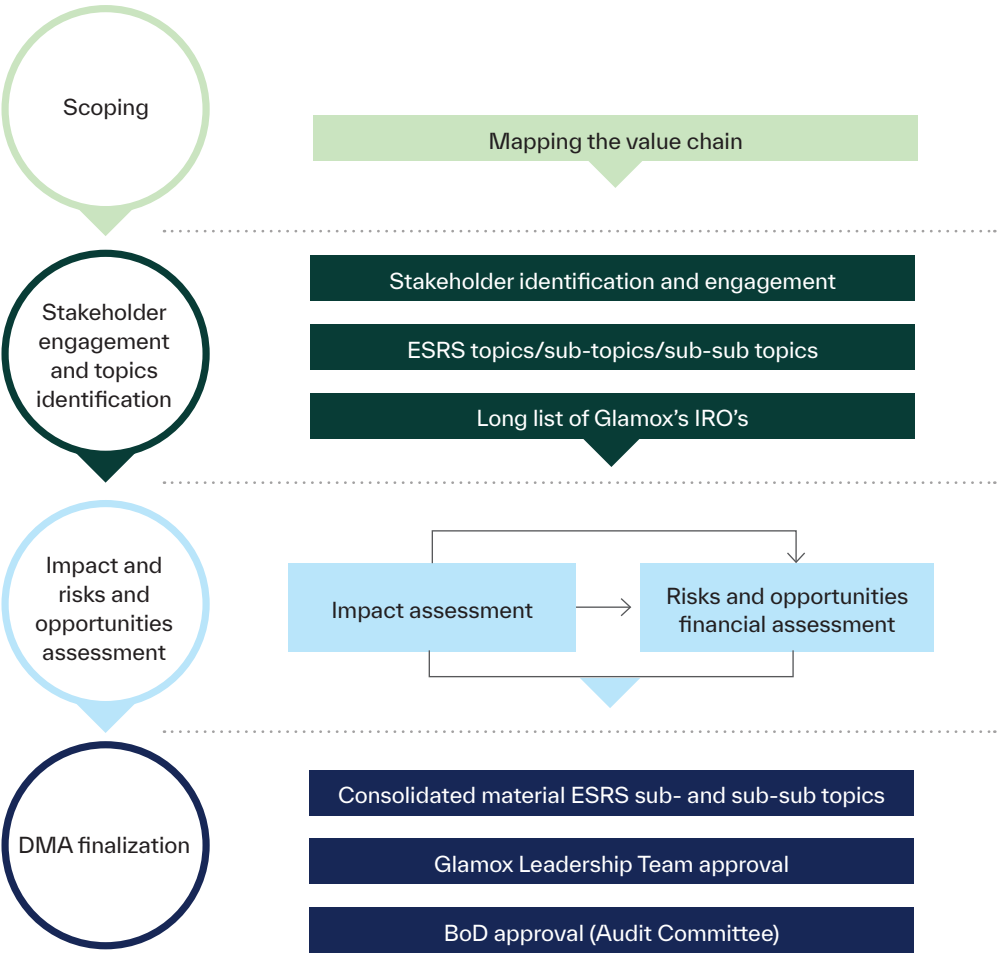 Scoping
Mapping the value chain
Stakeholder
engagement
and topics
identification
Stakeholder identification and engagement
ESRS topics/sub-topics/sub-sub topics
Long list of Glamox's IRO's
Impact and
risks and
opportunities
assessment
Impact assessment
Risks and opportunities
financial assessment
DMA finalization
Consolidated material ESRS sub- and sub-sub topics
Glamox Leadership Team approval
BoD approval (Audit Committee)